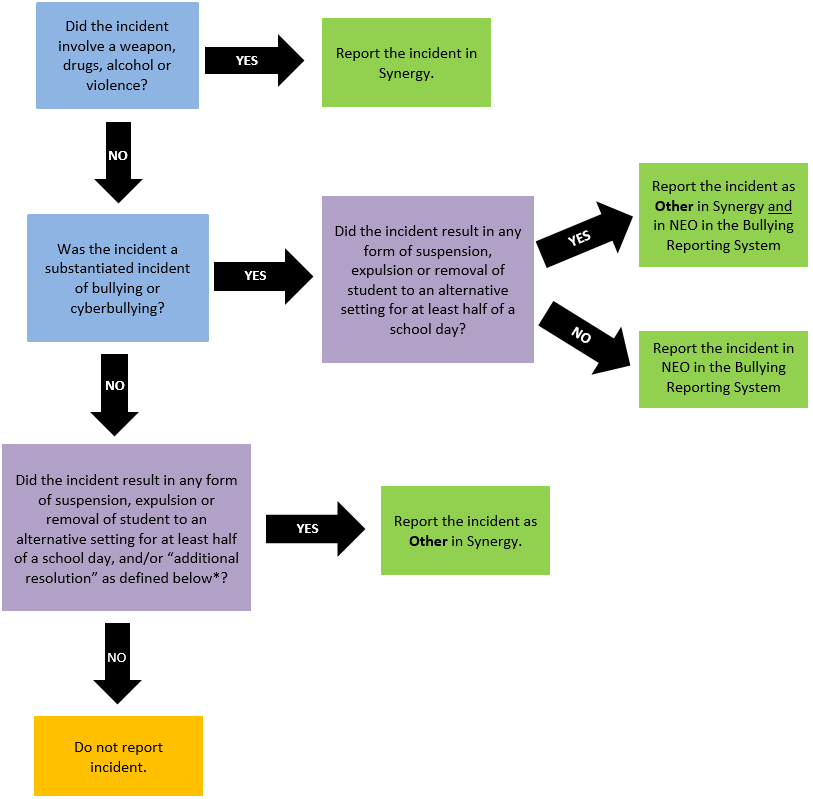 Did the incident
involve a weapon,
drugs, alcohol or
violence?
YES
Report the incident in
Synergy.
NO
Was the incident a
substantiated incident
of bullying or
cyberbullying?
YES
Did the incident result in any
form of suspension,
expulsion or removal of
student to an alternative
setting for at least half of a
school day?
YES
Report the incident as
Other in Synergy and
in NEO in the Bullying
Reporting System
NO
Report the incident in
NEO in the Bullying
Reporting System
NO
Did the incident result in any form
of suspension, expulsion or
removal of student to an
alternative setting for at least half
of a school day, and/or “additional
resolution” as defined below*?
YES
Report the incident as
Other in Synergy.
NO
Do not report
incident.